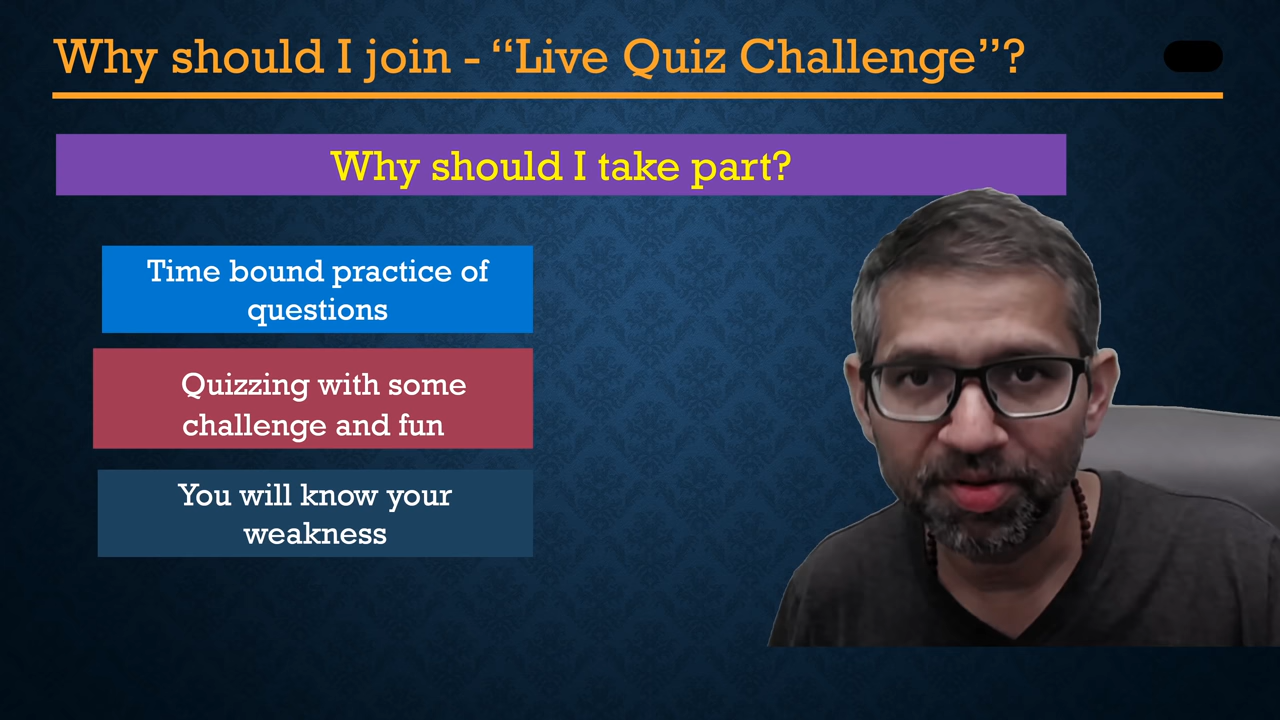 Why should I join - “Live Quiz Challenge”?
Why should I take part?
Time bound practice of
questions
Quizzing with some
challenge and fun
You will know your
weakness